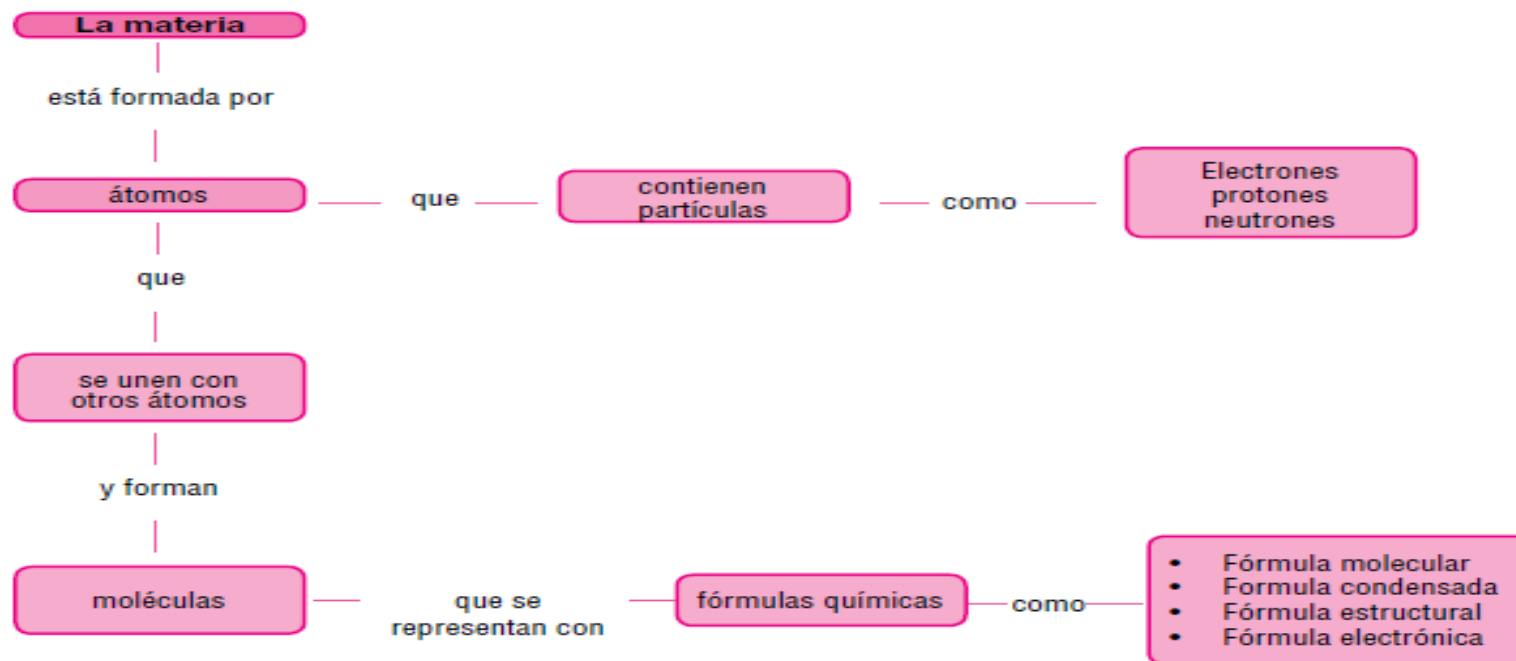 La materia
está formada por
átomos
que
contienen
partículas
como
Electrones
protones
neutrones
que
se unen con
otros átomos
y forman
moléculas
que se
representan con
fórmulas químicas
como
• Fórmula molecular
• Formula condensada
• Fórmula estructural
• Fórmula electrónica